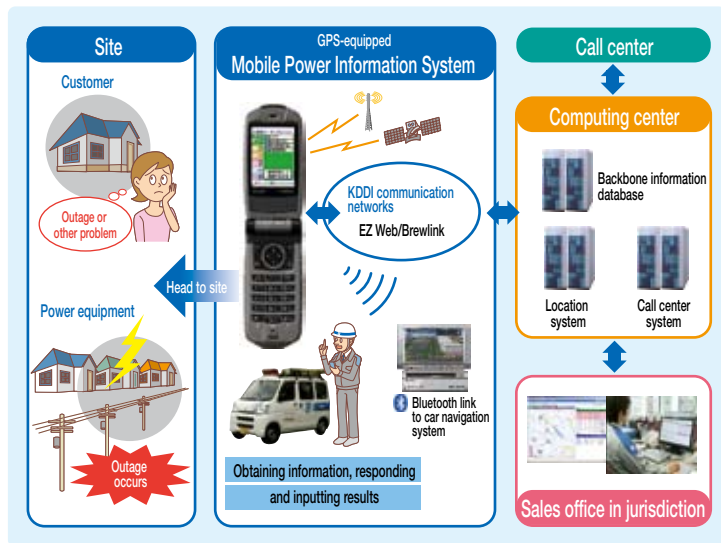 Site
Customer
Outage or
other problem
Power equipment
Outage
occurs
GPS-equipped
Mobile Power Information System
KDDI communication
networks
EZ Web/Brewlink
Head to site
Bluetooth link
to car navigation
system
Obtaining information, responding
and inputting results
Call center
Computing center
Backbone information
database
Location
system
Call center
system
Sales office in jurisdiction